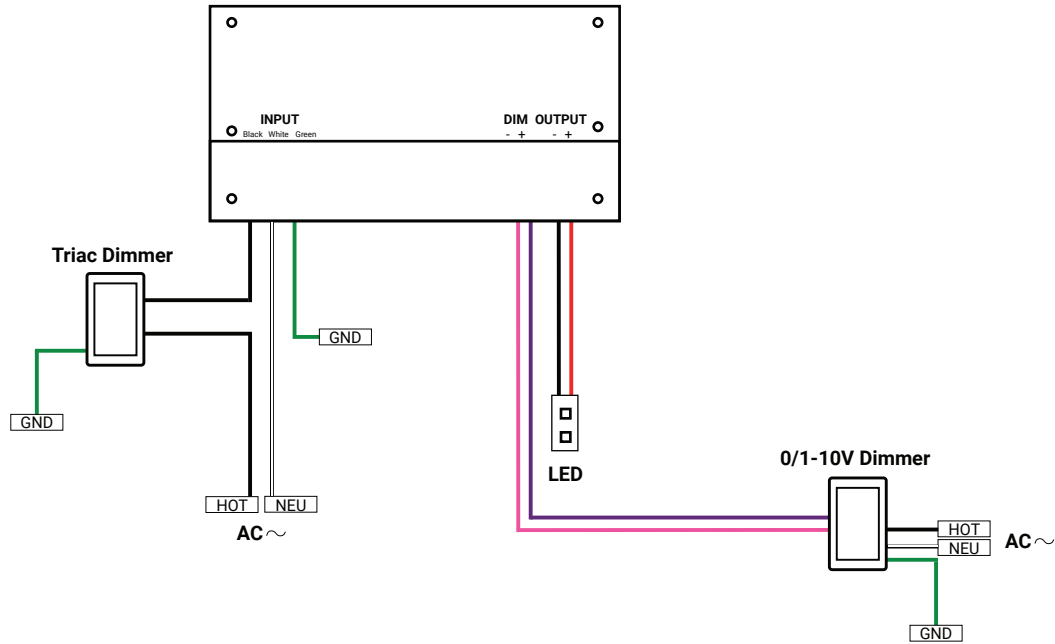 INPUT
Black White Green
DIM OUTPUT
- + - +
Triac Dimmer
GND
GND
HOT NEU
AC ~
LED
0/1-10V Dimmer
HOT
NEU
AC ~
GND